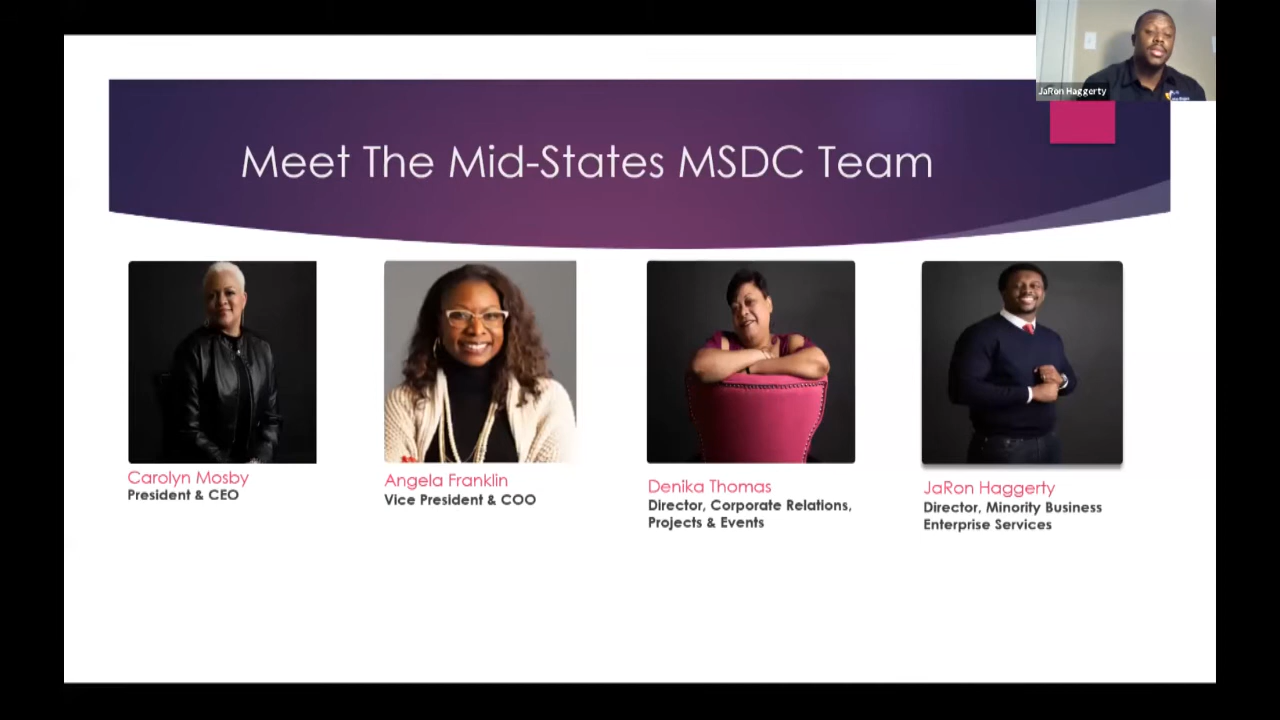 JaRon Haggerty
Meet The Mid-States MSDC Team
Carolyn Mosby
President & CEO
Angela Franklin
Vice President & COO
Denika Thomas
Director, Corporate Relations,
Projects & Events
JaRon Haggerty
Director, Minority Business
Enterprise Services